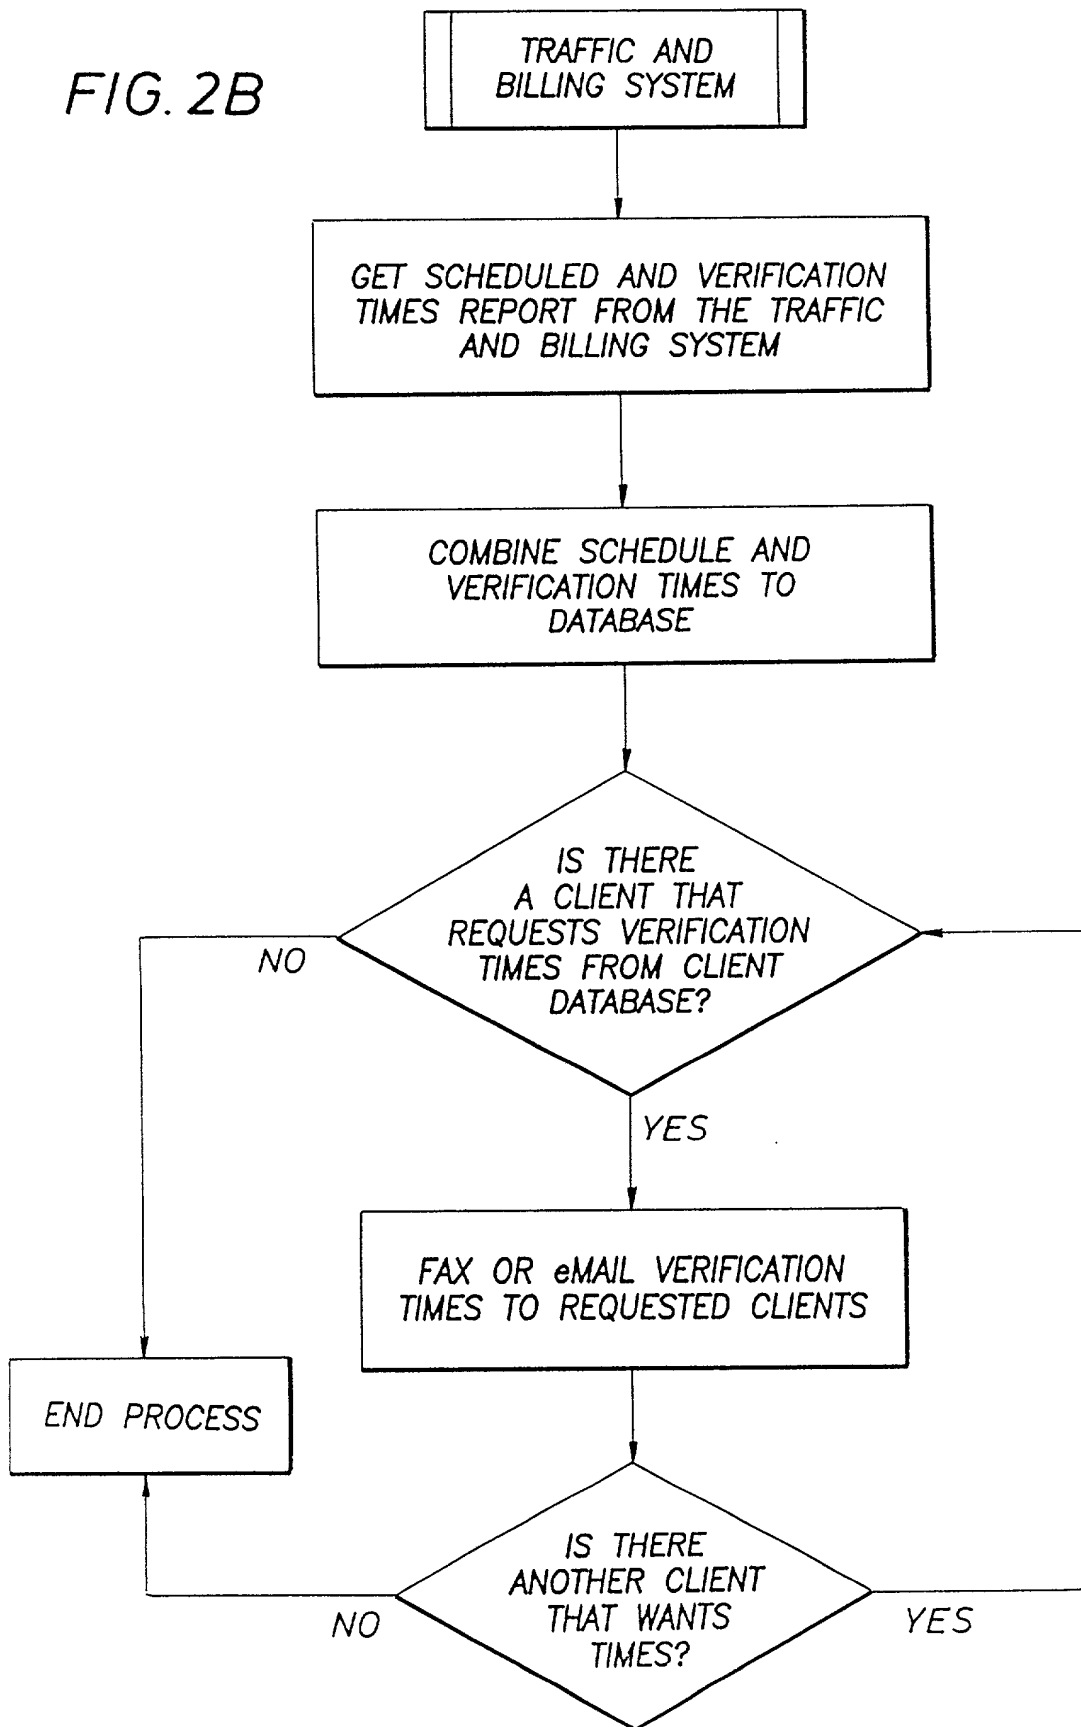 FIG. 2B
TRAFFIC AND
BILLING SYSTEM
GET SCHEDULED AND VERIFICATION
TIMES REPORT FROM THE TRAFFIC
AND BILLING SYSTEM
COMBINE SCHEDULE AND
VERIFICATION TIMES TO
DATABASE
IS THERE
A CLIENT THAT
REQUESTS VERIFICATION
TIMES FROM CLIENT
DATABASE?
NO
YES
FAX OR eMAIL VERIFICATION
TIMES TO REQUESTED CLIENTS
END PROCESS
IS THERE
ANOTHER CLIENT
THAT WANTS
TIMES?
NO
YES